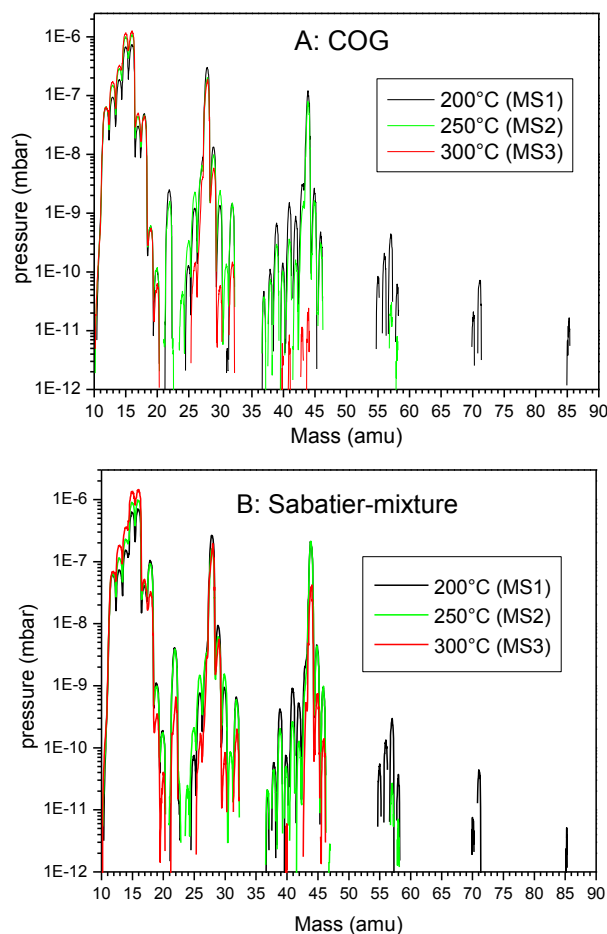 A: COG
1E-6
1E-7
1E-8
1E-9
1E-10
1E-11
1E-12
pressure (mbar)
200°C (MS1)
250°C (MS2)
300°C (MS3)
10 15 20 25 30 35 40 45 50 55 60 65 70 75 80 85 90
Mass (amu)
B: Sabatier-mixture
1E-6
1E-7
1E-8
1E-9
1E-10
1E-11
1E-12
pressure (mbar)
200°C (MS1)
250°C (MS2)
300°C (MS3)
10 15 20 25 30 35 40 45 50 55 60 65 70 75 80 85 90
Mass (amu)